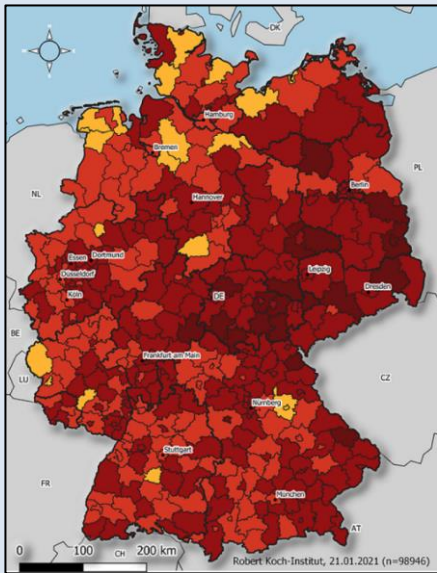 DK
Hamburg
Bremen
PL
Berlin
NL
Hannover
Essen
Dortmund
Düsseldorf
Leipzig
Köln
Dresden
DE
BE
Frankfurt am Main
LU
CZ
Nürnberg
Stuttgart
FR
München
AT
CH
0 100 200 km
Robert Koch-Institut, 21.01.2021 (n=98946)